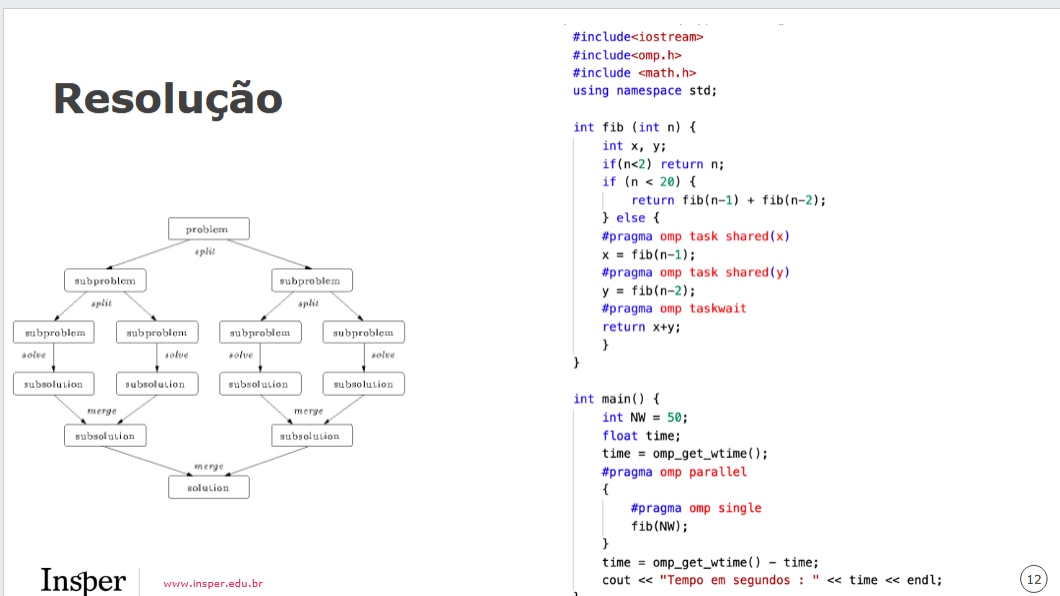 Resolução
problem
split
subproblem subproblem
split split
subproblem subproblem subproblem subproblem
solve solve solve solve
subsolution subsolution subsolution subsolution
merge merge
subsolution subsolution
merge
solution
Insper
www.insper.edu.br
#include<iostream>
#include<omp.h>
#include <math.h>
using namespace std;
int fib (int n) {
int x, y;
if(n<2) return n;
if (n < 20) {
return fib(n-1) + fib(n-2);
} else {
#pragma omp task shared(x)
x = fib(n-1);
#pragma omp task shared(y)
y = fib(n-2);
#pragma omp taskwait
return x+y;
}
}
int main() {
int NW = 50;
float time;
time = omp_get_wtime();
#pragma omp parallel
{
#pragma omp single
fib(NW);
}
time = omp_get_wtime() - time;
cout << "Tempo em segundos : " << time << endl;
12